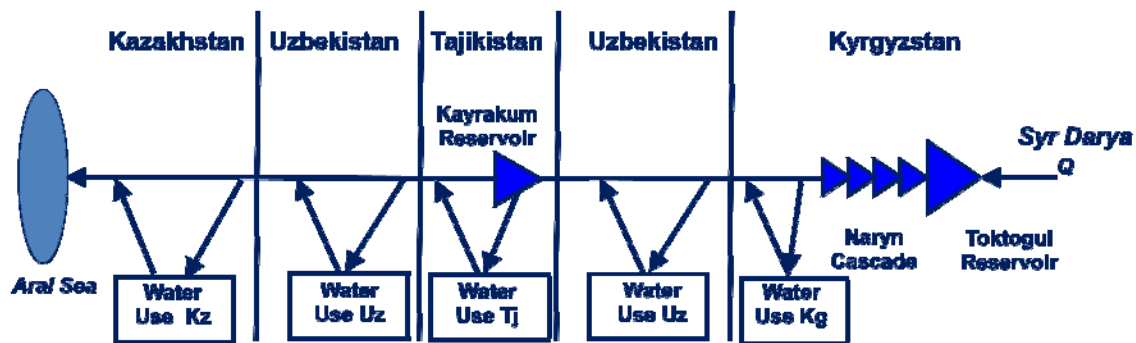 Kazakhstan
Uzbekistan
Tajikistan
Uzbekistan
Kyrgyzstan
Kayrakum
Reservoir
Syr Darya
Q
Naryn
Cascade
Toktogul
Reservoir
Aral Sea
Water
Use Kz
Water
Use Uz
Water
Use Tj
Water
Use Uz
Water
Use Kg